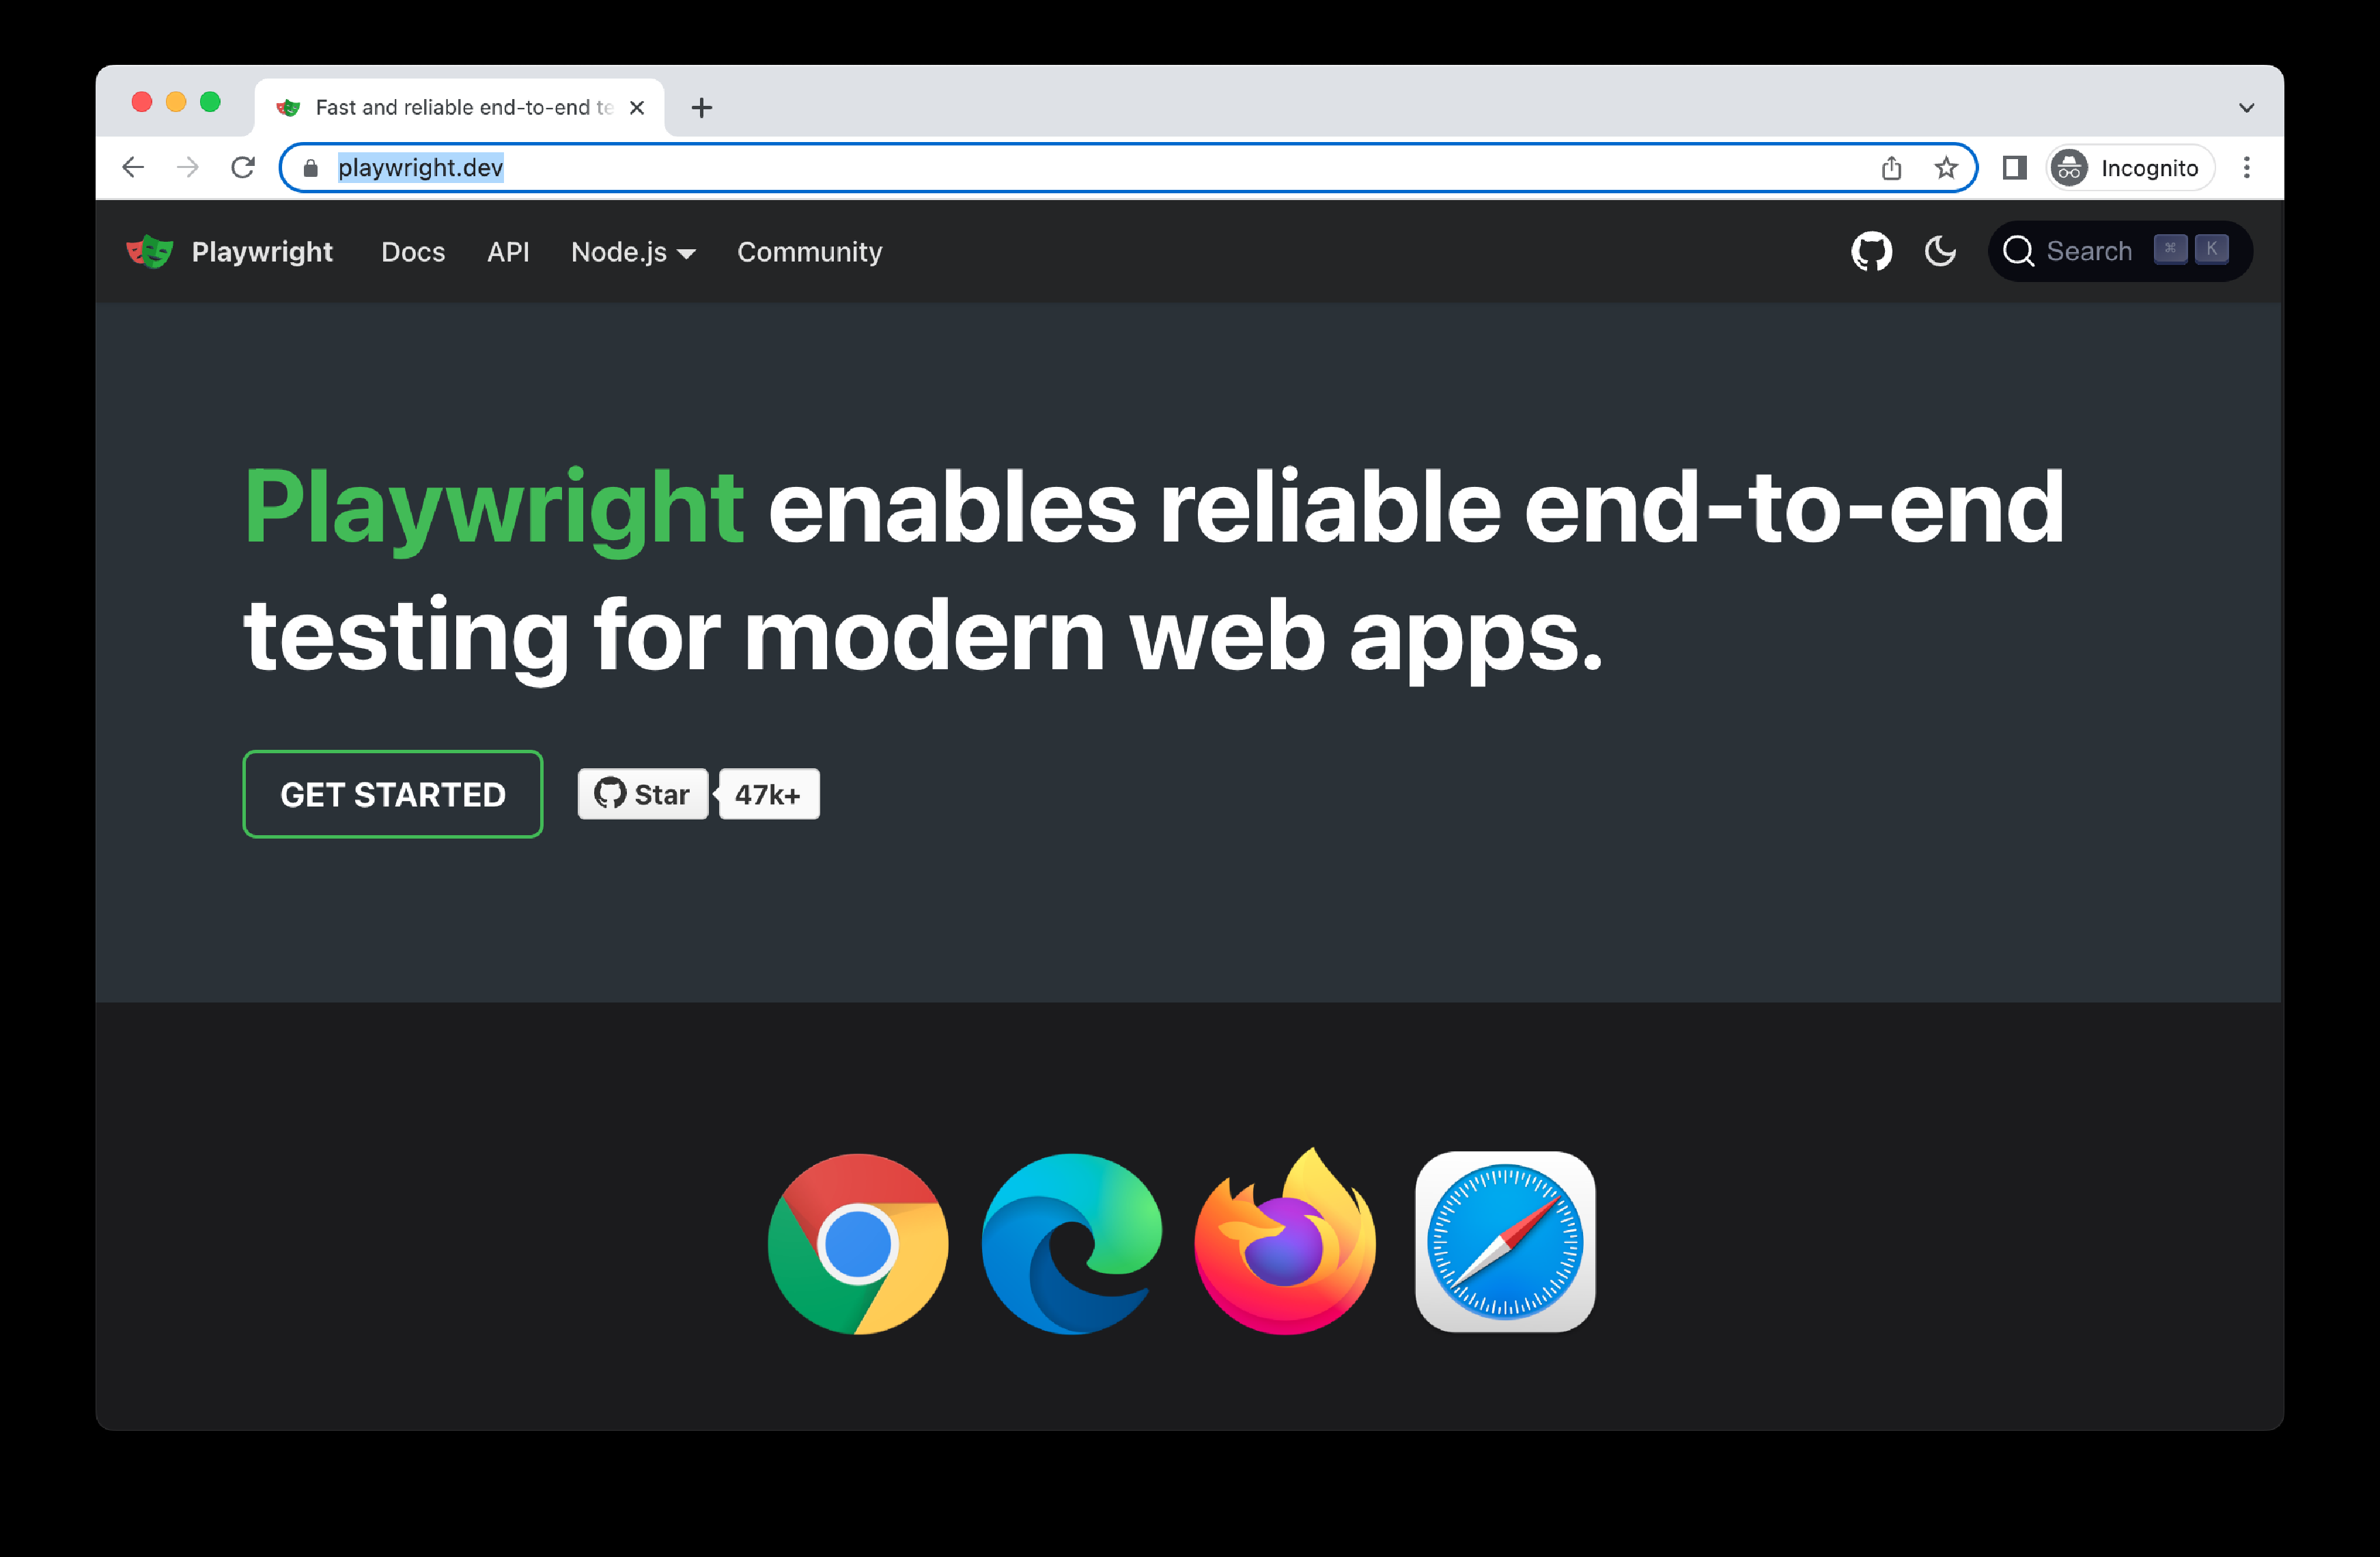 Fast and reliable end-to-end te
playwright.dev
Incognito
Playwright Docs API Node.js Community Search ⌘ K
Playwright enables reliable end-to-end
testing for modern web apps.
GET STARTED Star 47k+